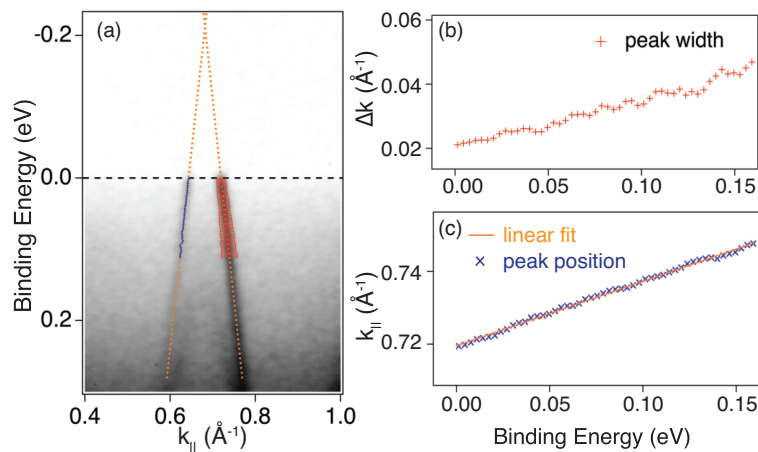 (a)
-0.2
0.0
0.2
Binding Energy (eV)
0.4 0.6 0.8 1.0
k|| (Å-1)
(b)
+ peak width
0.06
0.04
0.02
Δk (Å-1)
0.00 0.05 0.10 0.15
(c)
linear fit
× peak position
0.74
0.72
k|| (Å-1)
0.00 0.05 0.10 0.15
Binding Energy (eV)